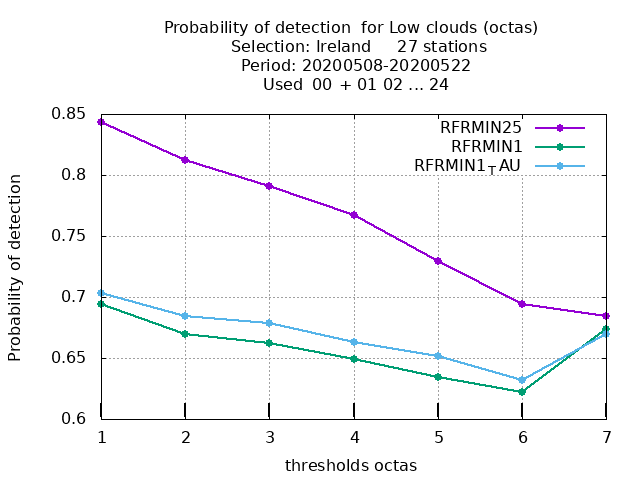 Probability of detection  for Low clouds (octas)
Selection: Ireland     27 stations
Period: 20200508-20200522
Used  00  + 01 02 ... 24
0.85
0.8
0.75
0.7
0.65
0.6
Probability of detection
RFRMIN25
RFRMIN1
RFRMIN1TAU
1 2 3 4 5 6 7
thresholds octas